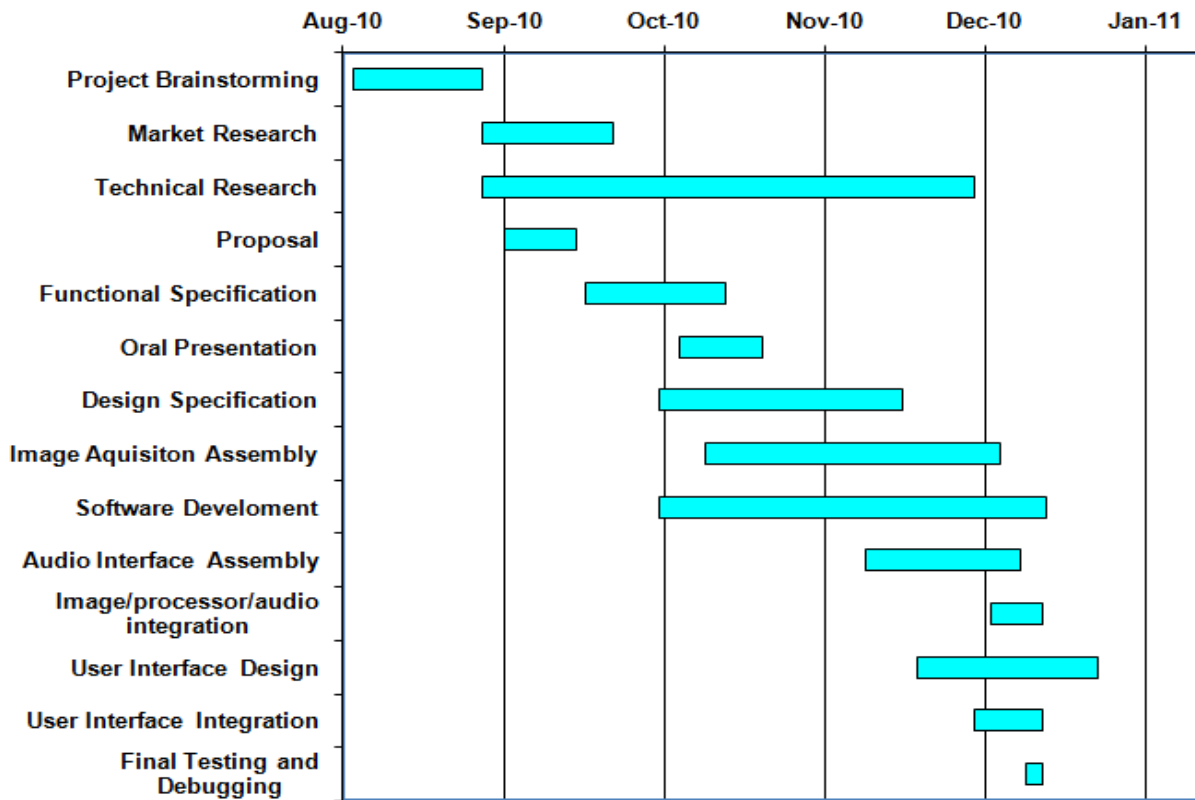 Aug-10 Sep-10 Oct-10 Nov-10 Dec-10 Jan-11
Project Brainstorming
Market Research
Technical Research
Proposal
Functional Specification
Oral Presentation
Design Specification
Image Aquisiton Assembly
Software Develoment
Audio Interface Assembly
Image/processor/audio
integration
User Interface Design
User Interface Integration
Final Testing and
Debugging